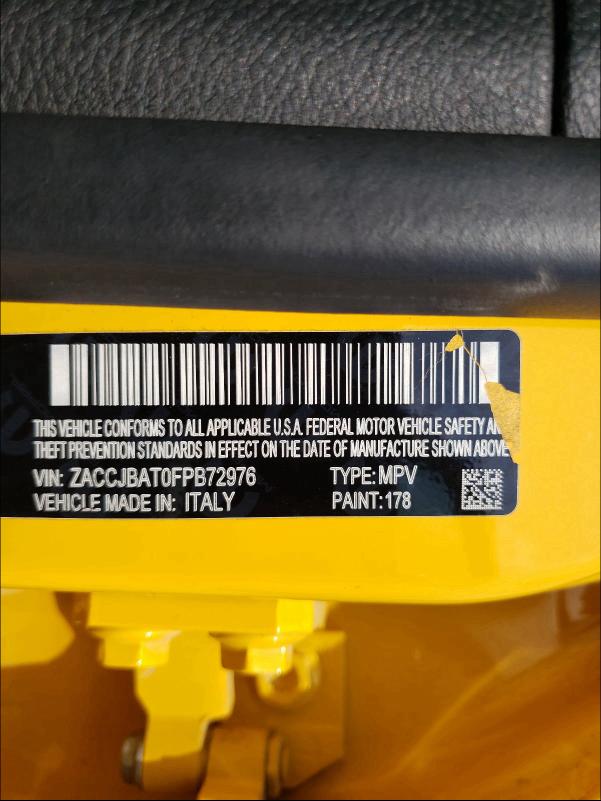 THIS VEHICLE CONFORMS TO ALL APPLICABLE U.S.A. FEDERAL MOTOR VEHICLE SAFETY
THEFT PREVENTION STANDARDS IN EFFECT ON THE DATE OF MANUFACTURE SHOWN ABOVE
VIN: ZACCJBAT0FPB72976 TYPE: MPV
VEHICLE MADE IN: ITALY PAINT: 178